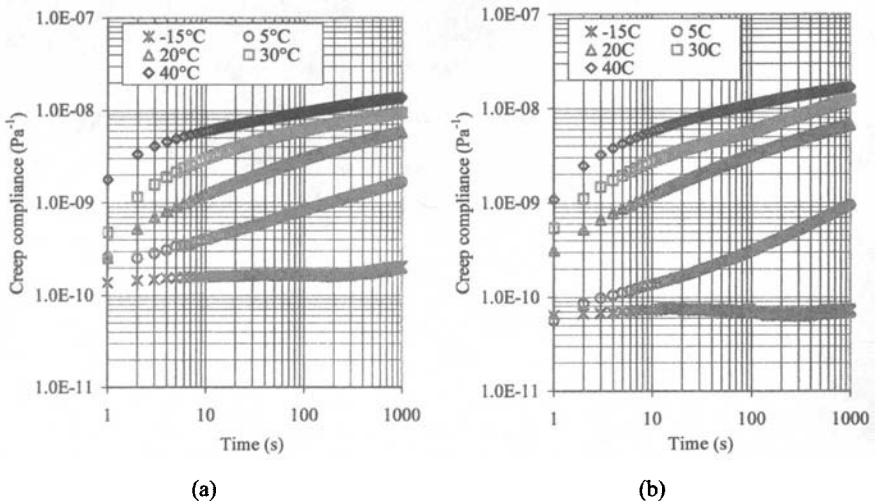 1.0E-07
-15°C 5°C
20°C 30°C
40°C
1.0E-08
1.0E-09
1.0E-10
1.0E-11
Creep compliance (Pa⁻¹)
1 10 100 1000
Time (s)
(a)
1.0E-07
-15C 5C
20C 30C
40C
1.0E-08
1.0E-09
1.0E-10
1.0E-11
Creep compliance (Pa⁻¹)
1 10 100 1000
Time (s)
(b)